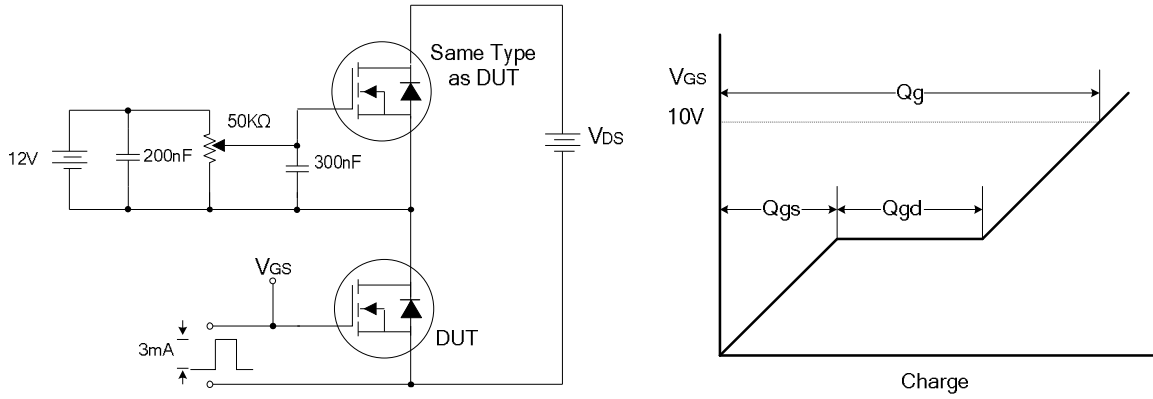 Same Type
as DUT
50KΩ
12V
200nF
300nF
VDS
VGS
3mA
DUT
VGS
10V
Qg
Qgs
Qgd
Charge